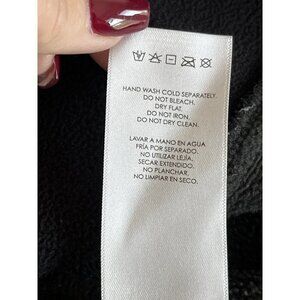 HAND WASH COLD SEPARATELY.
DO NOT BLEACH.
DRY FLAT.
DO NOT IRON.
DO NOT DRY CLEAN.
LAVAR A MANO EN AGUA
FRÍA POR SEPARADO.
NO UTILIZAR LEJÍA.
SECAR EXTENDIDO.
NO PLANCHAR.
NO LIMPIAR EN SECO.